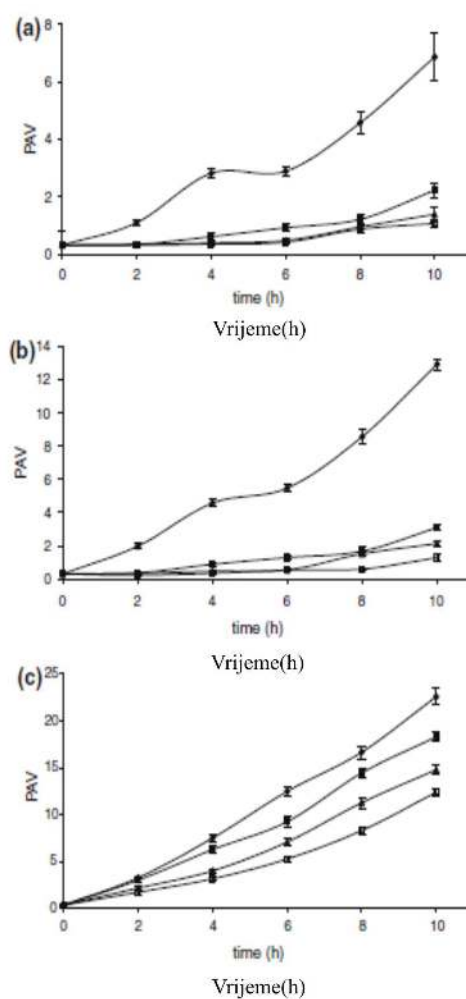 (a)
8
6
4
2
0
PAV
0 2 4 6 8 10
time (h)
Vrijeme(h)
(b)
14
12
10
8
6
4
2
0
PAV
0 2 4 6 8 10
time (h)
Vrijeme(h)
(c)
25
20
15
10
5
0
PAV
0 2 4 6 8 10
time (h)
Vrijeme(h)